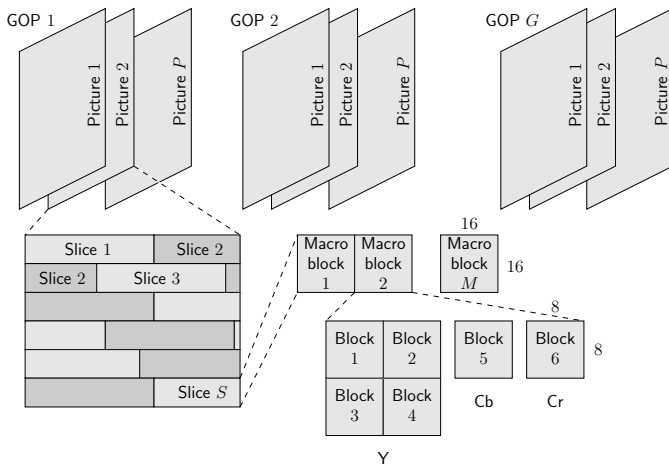 GOP 1
Picture 1
Picture 2
Picture P
GOP 2
Picture 1
Picture 2
Picture P
GOP G
Picture 1
Picture 2
Picture P
Slice 1
Slice 2
Slice 2
Slice 3
Slice S
Macro
block
1
Macro
block
2
16
Macro
block
M
16
8
Block
1
Block
2
Block
3
Block
4
Block
5
Block
6
8
Cb
Cr
Y